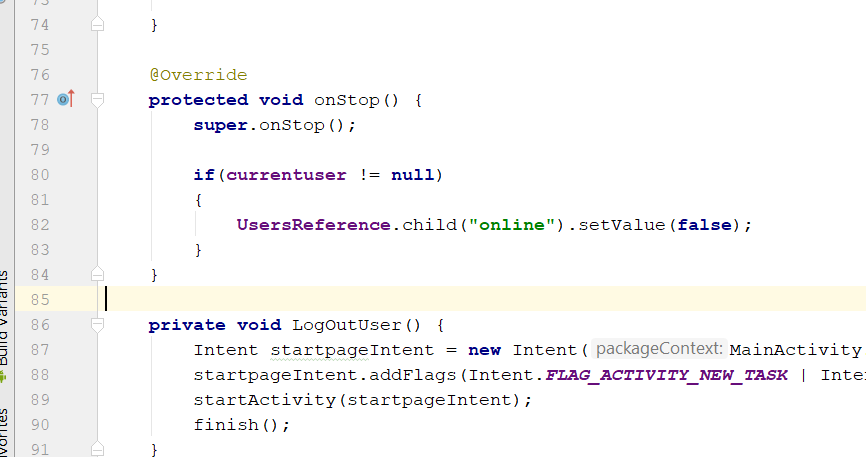 74 }
75
76 @Override
77 protected void onStop() {
78 super.onStop();
79
80 if(currentuser != null)
81 {
82 UsersReference.child("online").setValue(false);
83 }
84 }
85
86 private void LogOutUser() {
87 Intent startpageIntent = new Intent( packageContext: MainActivity
88 startpageIntent.addFlags(Intent.FLAG_ACTIVITY_NEW_TASK | Inte
89 startActivity(startpageIntent);
90 finish();
91 }
Build Variants
avorites